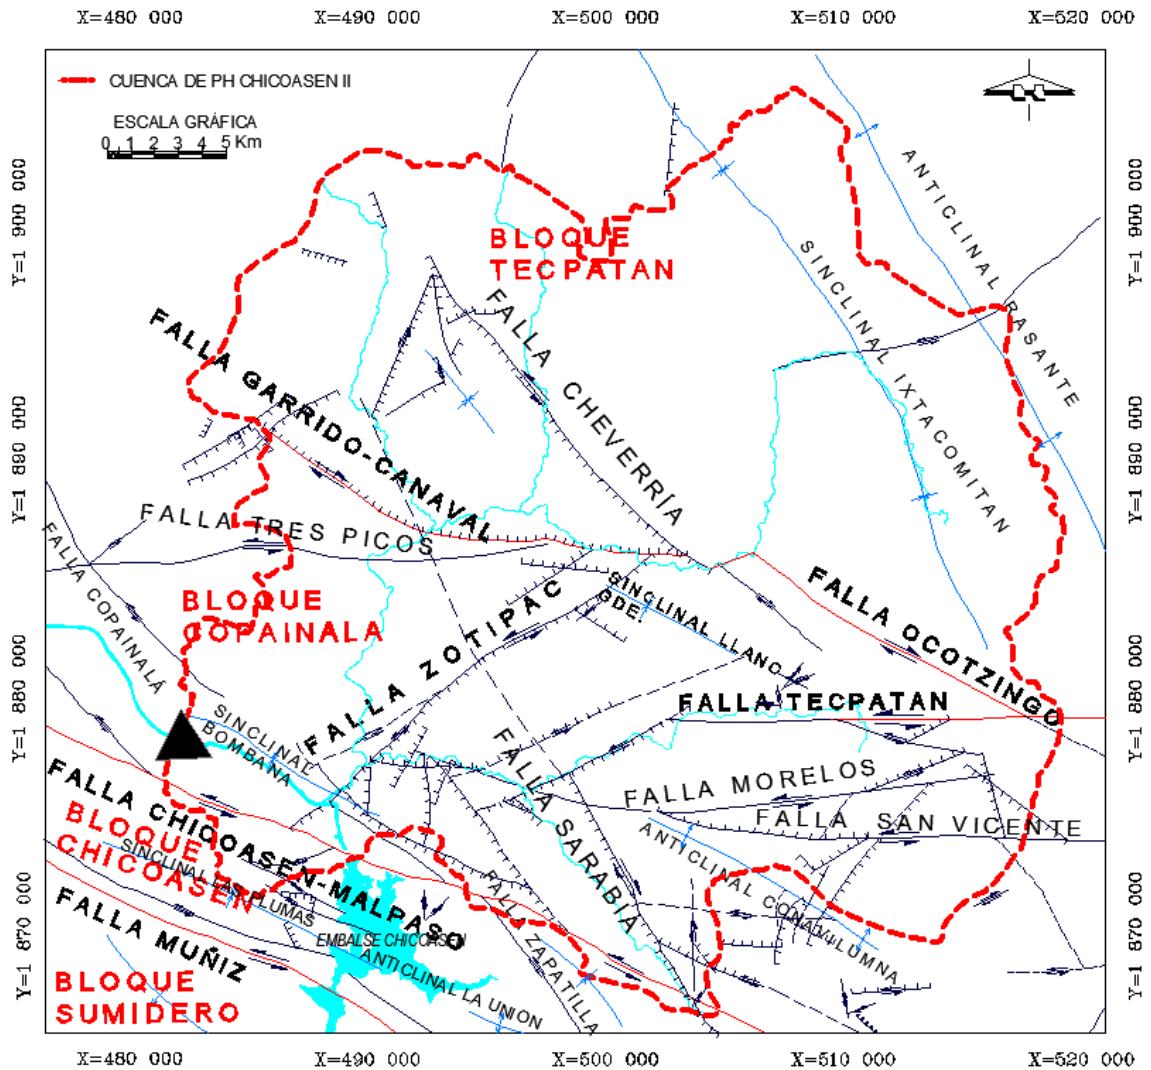 X=480 000
X=490 000
X=500 000
X=510 000
X=520 000
CUENCA DE PH CHICOASEN II
ESCALA GRÁFICA
0 1 2 3 4 5 Km
N
Y=1 900 000
Y=1 900 000
ANTICLINAL RASANTE
BLOQUE
TECPATAN
SINCLINAL IXTACOMITAN
FALLA CHEVERRÍA
FALLA GARRIDO-CANAVAL
Y=1 890 000
Y=1 890 000
FALLA TRES PICOS
FALLA COPAINALÁ
SINCLINAL LLANO
GDE.
FALLA OCOTZINGO
BLOQUE
COPAINALA
FALLA ZOTIPAC
Y=1 880 000
Y=1 880 000
FALLA TECPATAN
SINCLINAL
BOMBANA
FALLA SARABIA
FALLA MORELOS
FALLA SAN VICENTE
FALLA CHICOASEN-MALPASO
BLOQUE
CHICOASEN
SINCLINAL LAS PLUMAS
ANTICLINAL CONAVULUMNA
FALLA ZAPATILLA
Y=1 870 000
Y=1 870 000
FALLA MUÑIZ
EMBALSE CHICOASEN
ANTICLINAL LA UNION
BLOQUE
SUMIDERO
X=480 000
X=490 000
X=500 000
X=510 000
X=520 000